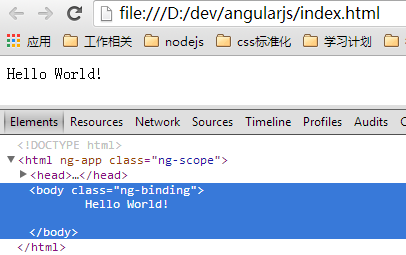 file:///D:/dev/angularjs/index.html
应用 工作相关 nodejs css标准化 学习计划
Hello World!
Elements Resources Network Sources Timeline Profiles Audits
<!DOCTYPE html>
▼<html ng-app class="ng-scope">
▶<head>…</head>
<body class="ng-binding">
Hello World!
</body>
</html>